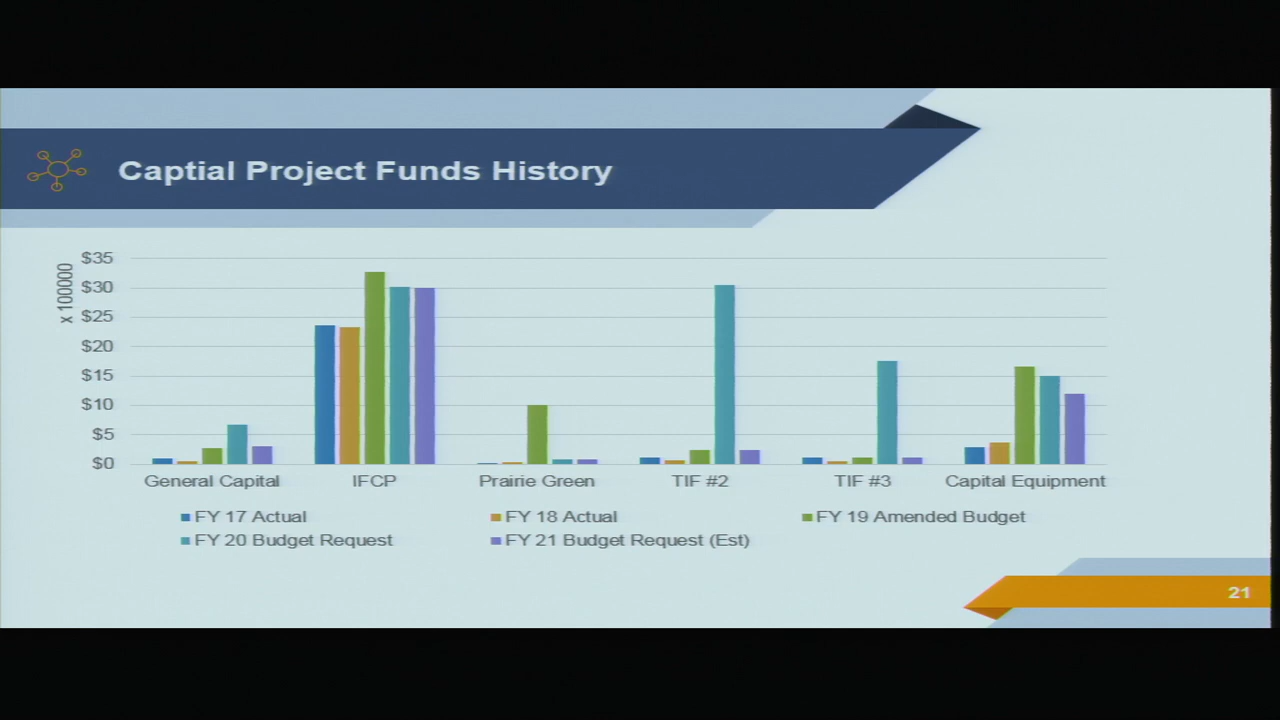 Captial Project Funds History
x 100000
$35
$30
$25
$20
$15
$10
$5
$0
General Capital IFCP Prairie Green TIF #2 TIF #3 Capital Equipment
FY 17 Actual FY 18 Actual FY 19 Amended Budget
FY 20 Budget Request FY 21 Budget Request (Est)
21